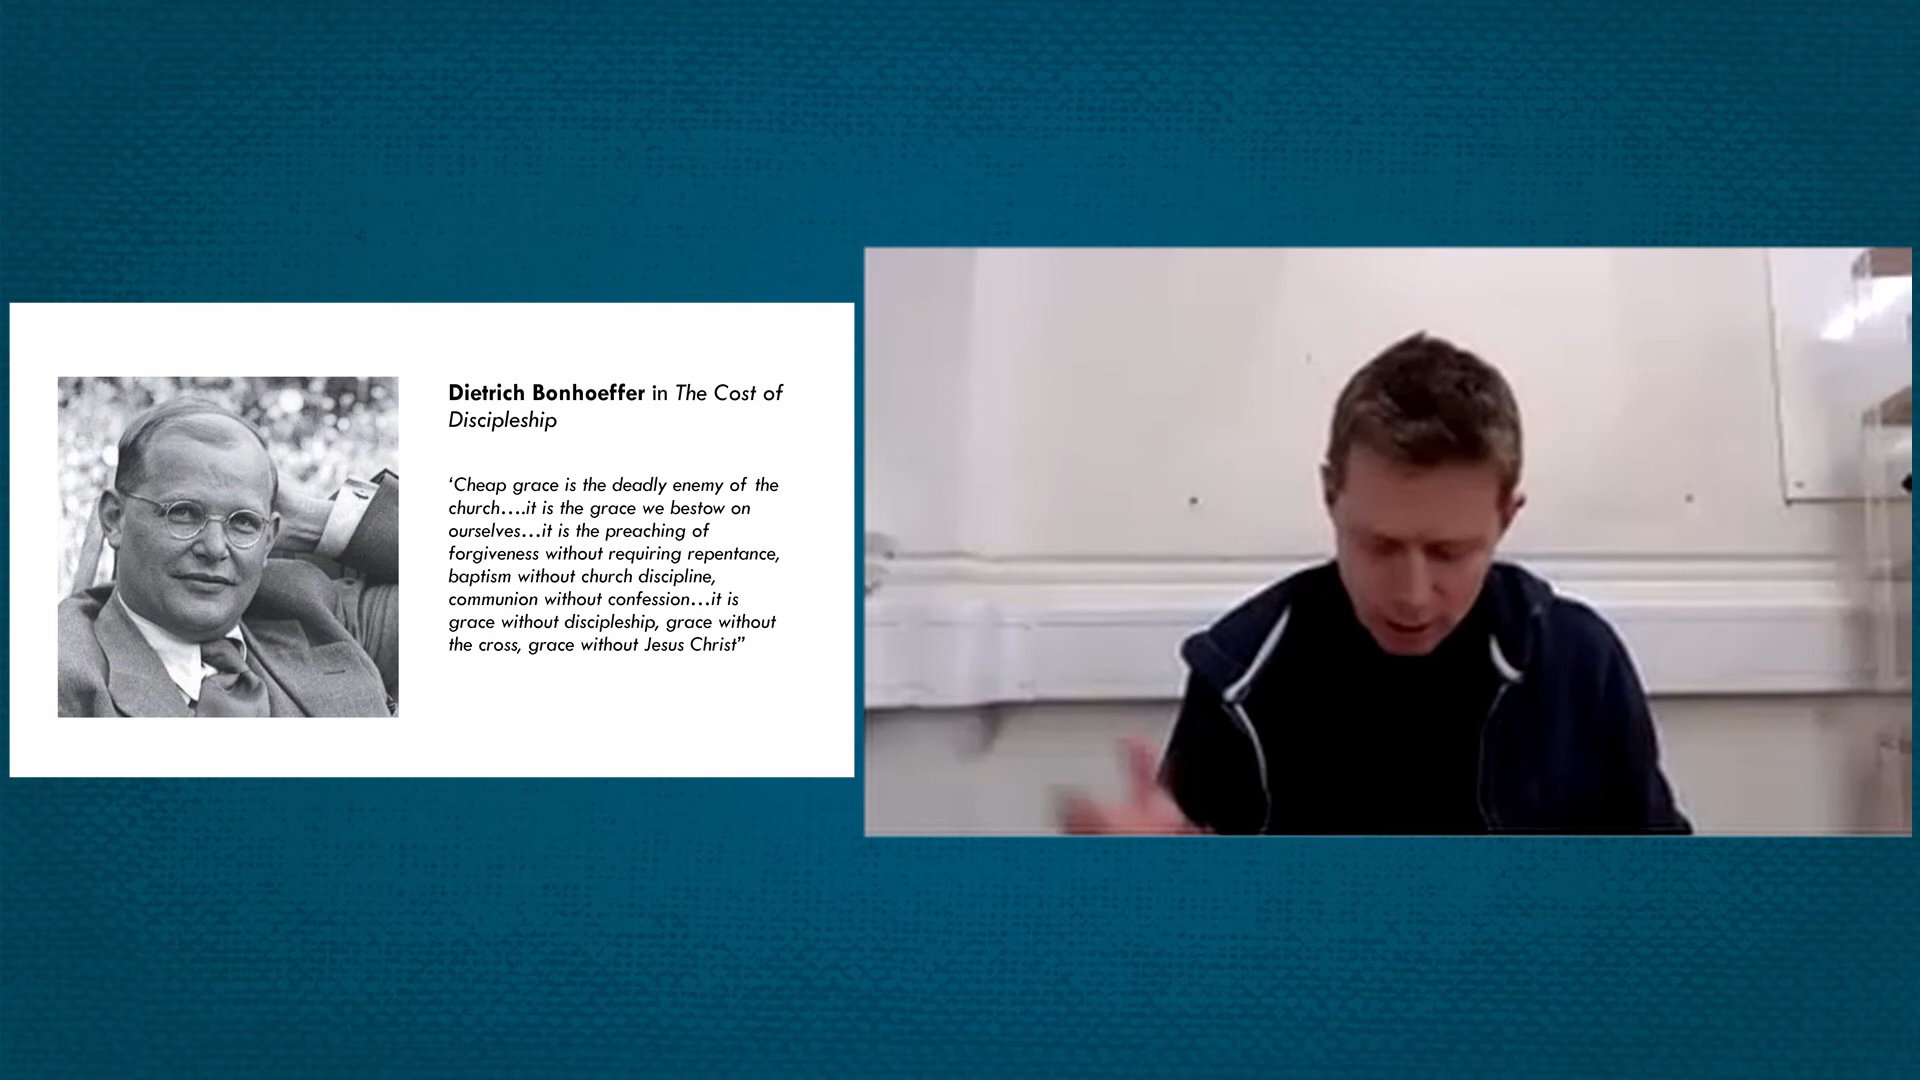 Dietrich Bonhoeffer in The Cost of
Discipleship
‘Cheap grace is the deadly enemy of the
church….it is the grace we bestow on
ourselves…it is the preaching of
forgiveness without requiring repentance,
baptism without church discipline,
communion without confession…it is
grace without discipleship, grace without
the cross, grace without Jesus Christ”